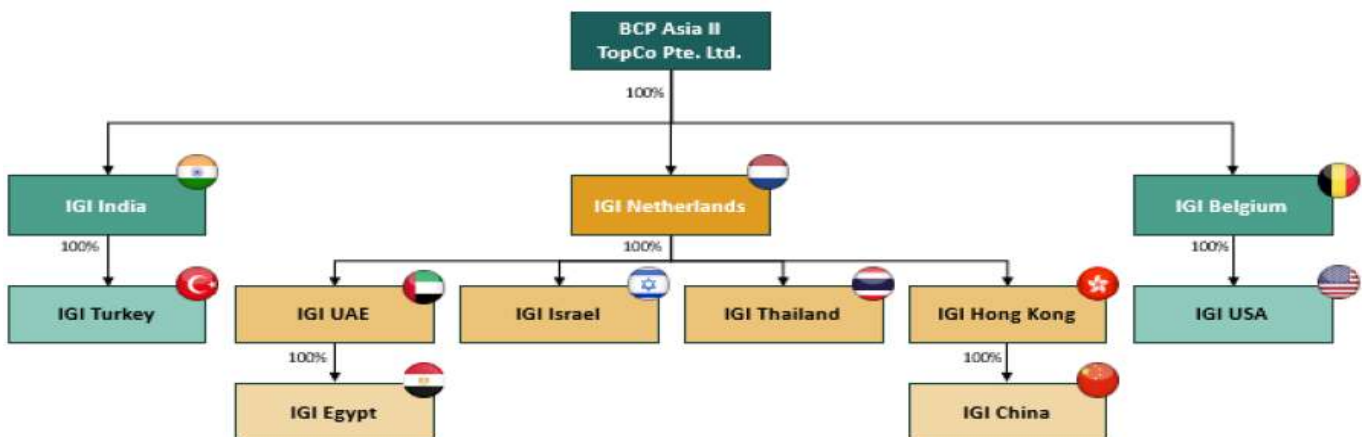 BCP Asia II
TopCo Pte. Ltd.
100%
IGI India
IGI Netherlands
IGI Belgium
100%
100%
100%
IGI Turkey
IGI UAE
IGI Israel
IGI Thailand
IGI Hong Kong
IGI USA
100%
100%
IGI Egypt
IGI China